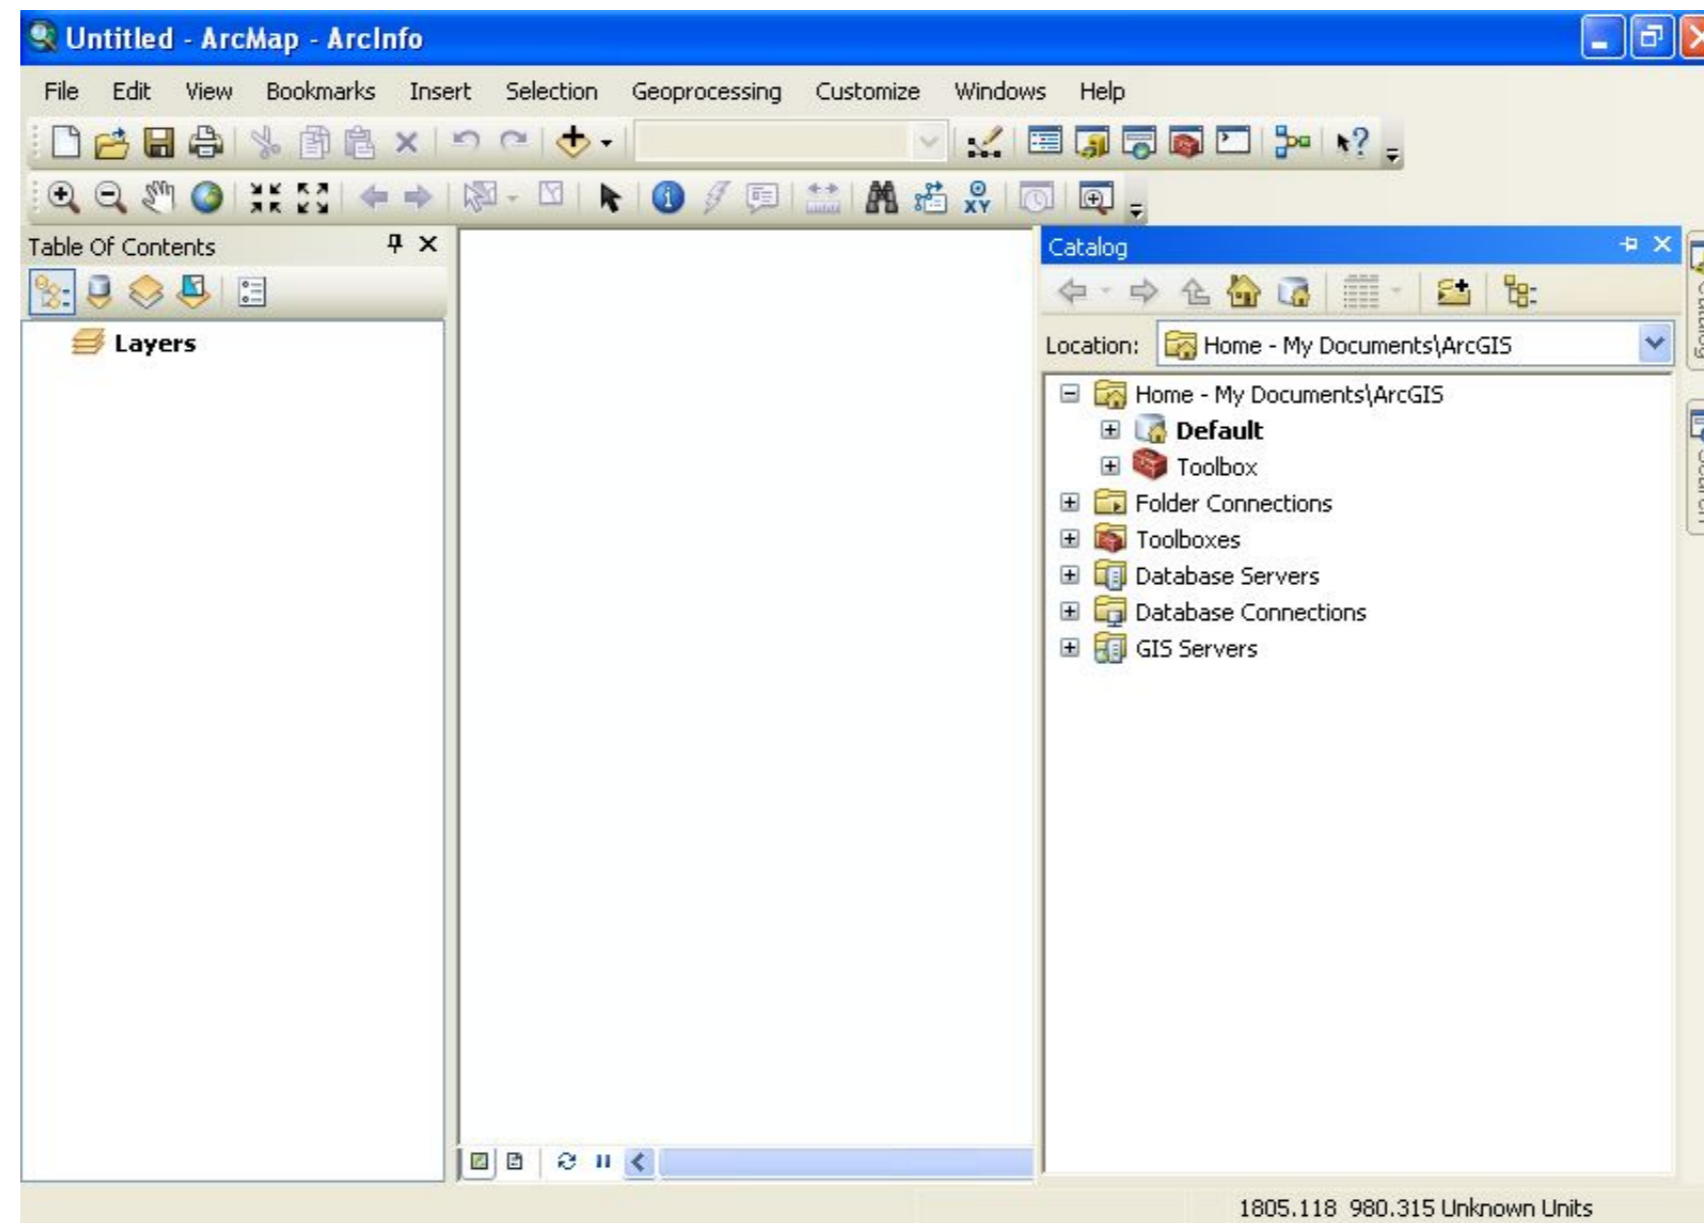 Untitled - ArcMap - ArcInfo
File Edit View Bookmarks Insert Selection Geoprocessing Customize Windows Help
Table Of Contents
Layers
Catalog
Location: Home - My Documents\ArcGIS
Home - My Documents\ArcGIS
Default
Toolbox
Folder Connections
Toolboxes
Database Servers
Database Connections
GIS Servers
Catalog
Search
1805.118 980.315 Unknown Units